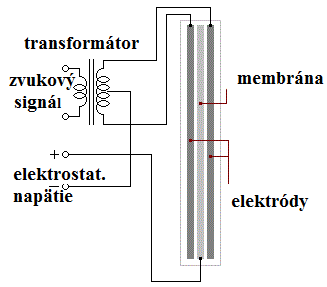 transformátor
zvukový
signál
membrána
+
elektrostat.
napätie
−
elektródy